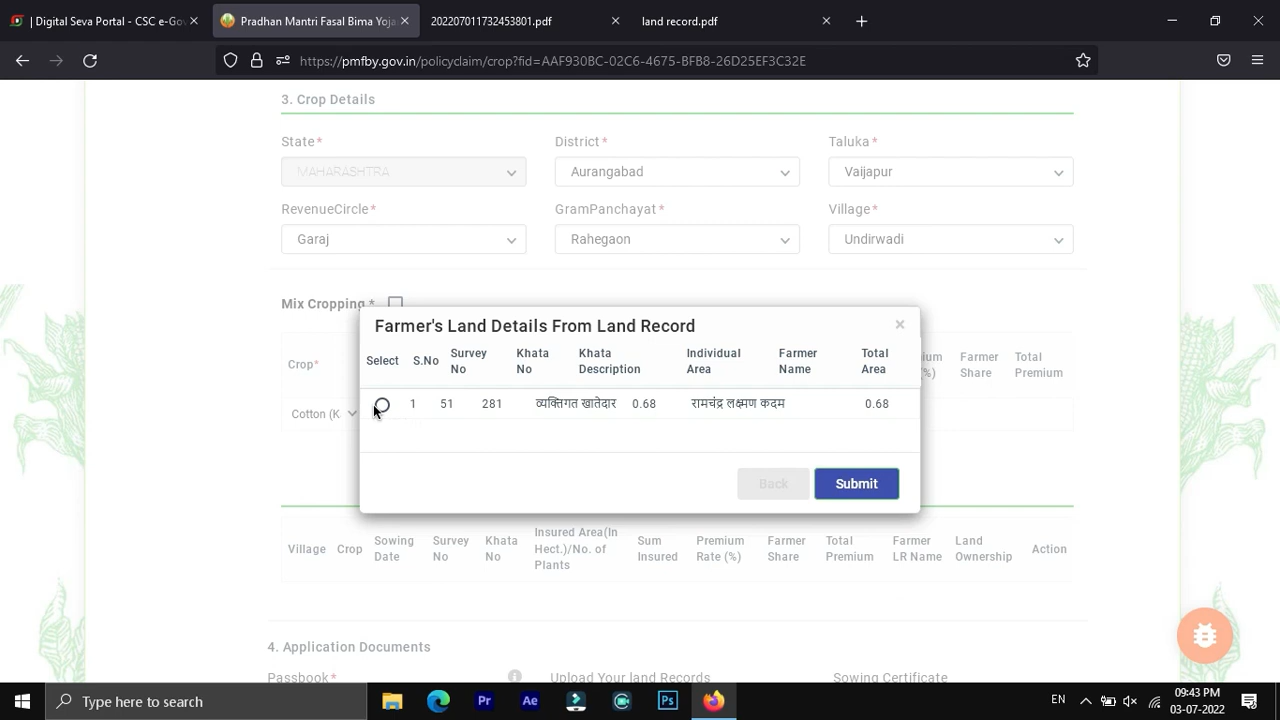 | Digital Seva Portal - CSC e-Gov
Pradhan Mantri Fasal Bima Yoja
202207011732453801.pdf
land record.pdf
https://pmfby.gov.in/policyclaim/crop?fid=AAF930BC-02C6-4675-BFB8-26D25EF3C32E
3. Crop Details
State* District* Taluka*
MAHARASHTRA Aurangabad Vaijapur
RevenueCircle* GramPanchayat* Village*
Garaj Rahegaon Undirwadi
Mix Cropping *
Crop*
Farmer Share
Total Premium
Cotton (K
Farmer's Land Details From Land Record ×
Select S.No Survey No Khata No Khata Description Individual Area Farmer Name Total Area
1 51 281 व्यक्तिगत खातेदार 0.68 रामचंद्र लक्ष्मण कदम 0.68
Back Submit
Village Crop Sowing Date Survey No Khata No Insured Area(In Hect.)/No. of Plants Sum Insured Premium Rate (%) Farmer Share Total Premium Farmer LR Name Land Ownership Action
4. Application Documents
Passbook* Upload Your land Records Sowing Certificate
Type here to search
Pr
Ae
Ps
EN
09:43 PM
03-07-2022